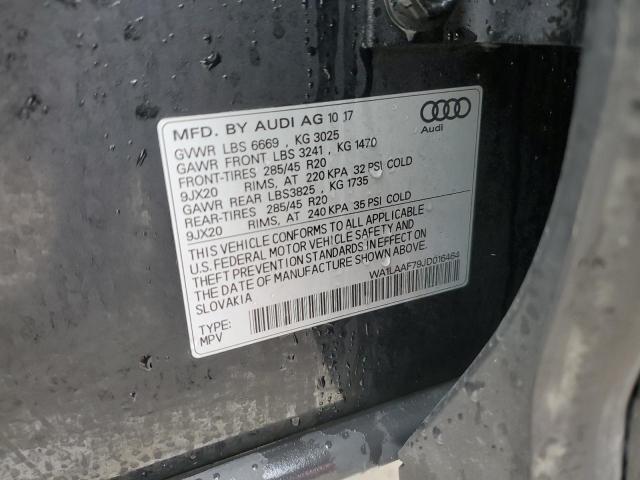 MFD. BY AUDI AG 10 17
GVWR LBS 6669 , KG 3025
GAWR FRONT LBS 3241 , KG 1470
FRONT-TIRES 285/45 R20
9JX20 RIMS, AT 220 KPA 32 PSI COLD
GAWR REAR LBS3825 , KG 1735
REAR-TIRES 285/45 R20
9JX20 RIMS, AT 240 KPA 35 PSI COLD
THIS VEHICLE CONFORMS TO ALL APPLICABLE
U.S. FEDERAL MOTOR VEHICLE SAFETY AND
THEFT PREVENTION STANDARDS IN EFFECT ON
THE DATE OF MANUFACTURE SHOWN ABOVE.
SLOVAKIA
WA1LAAF79JD016464
TYPE:
MPV
Audi